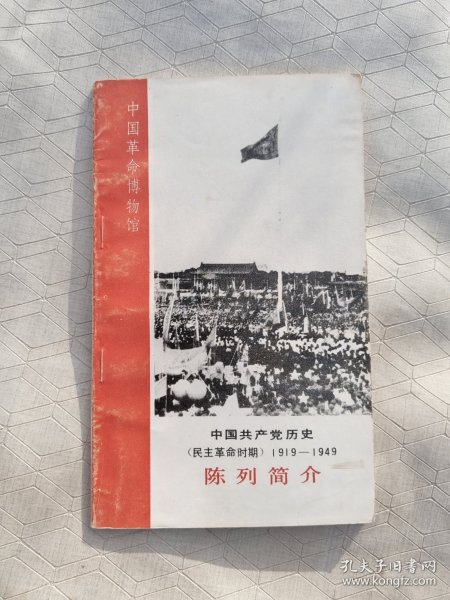 中国革命博物馆
中国共产党历史
（民主革命时期）1919—1949
陈列简介
孔夫子旧书网
www.kongfz.com